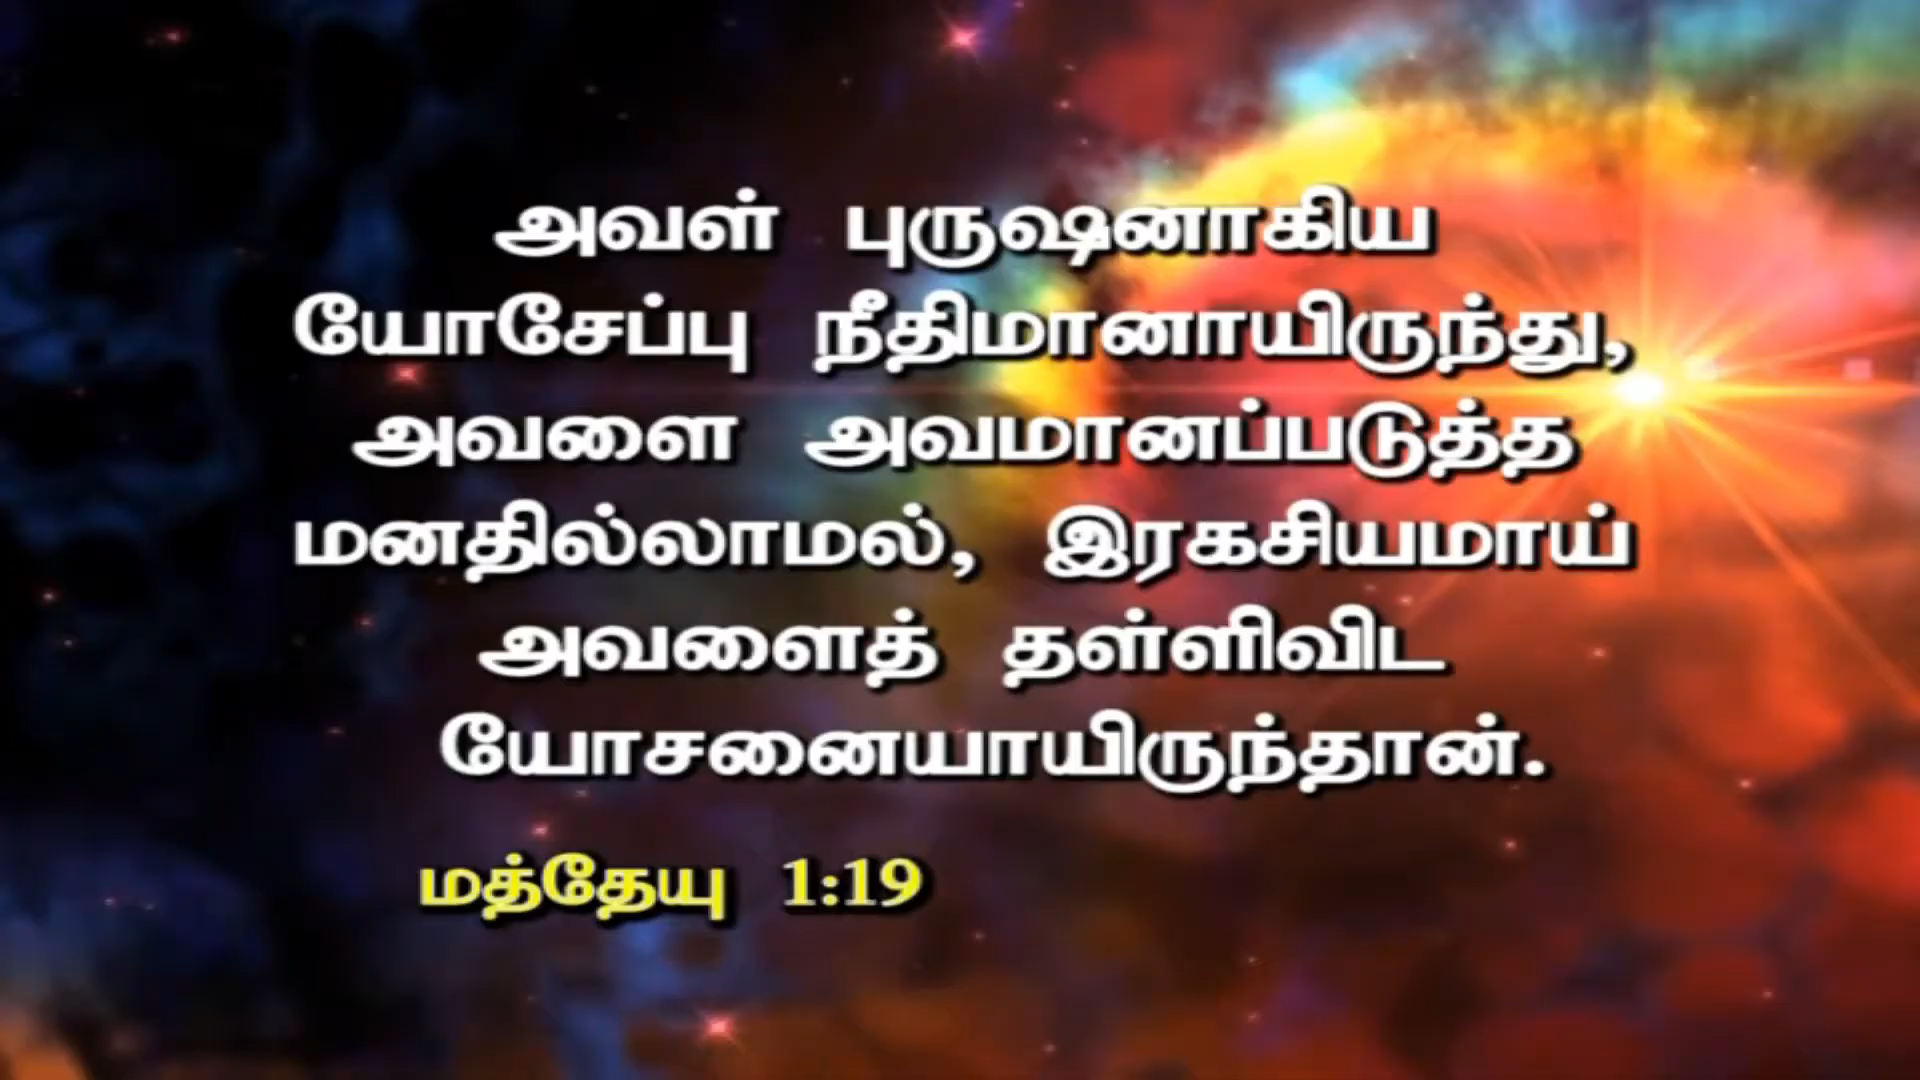 அவள் புருஷனாகிய
யோசேப்பு நீதிமானாயிருந்து,
அவளை அவமானப்படுத்த
மனதில்லாமல், இரகசியமாய்
அவளைத் தள்ளிவிட
யோசனையாயிருந்தான்.
மத்தேயு 1:19